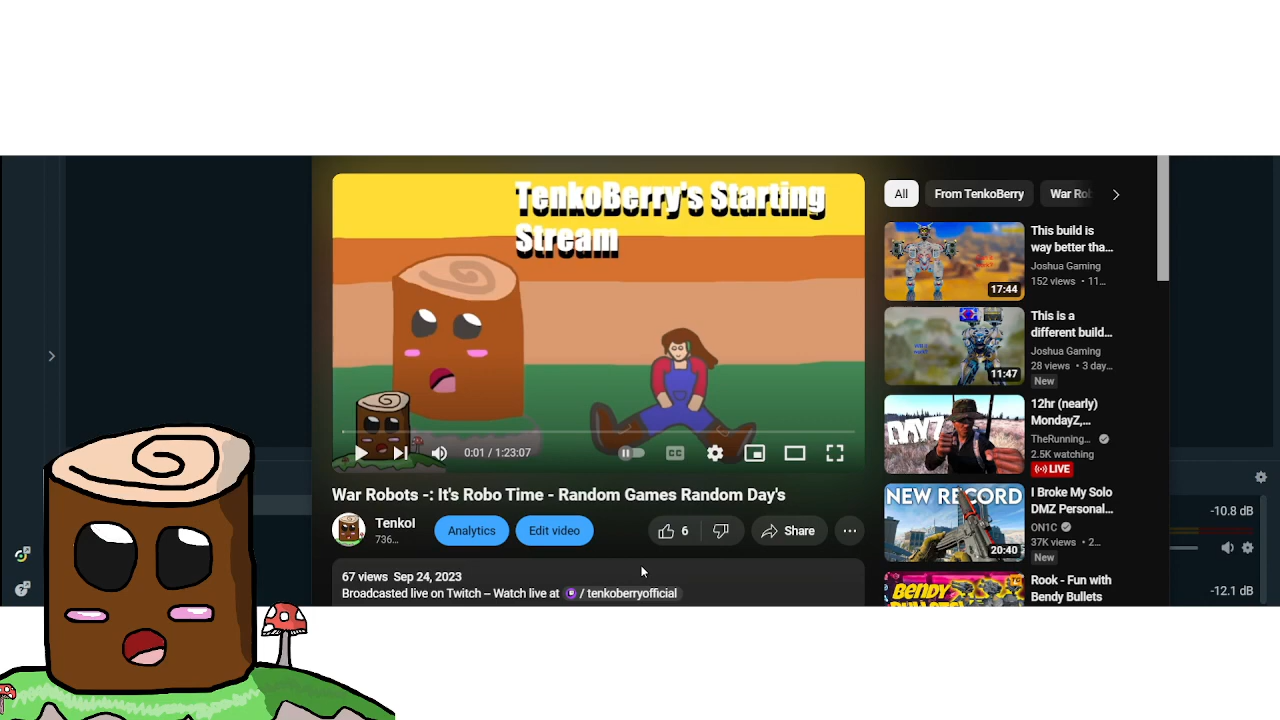 TenkoBerry's Starting
Stream
0:01 / 1:23:07
War Robots -: It's Robo Time - Random Games Random Day's
Tenkol
736...
Analytics
Edit video
6
Share
67 views Sep 24, 2023
Broadcasted live on Twitch – Watch live at / tenkoberryofficial
All
From TenkoBerry
War Rob
This build is
way better tha...
Joshua Gaming
152 views • 11...
17:44
This is a
different build...
Joshua Gaming
28 views • 3 day...
New
11:47
12hr (nearly)
MondayZ,...
TheRunning...
2.5K watching
LIVE
DAYZ
I Broke My Solo
DMZ Personal...
ON1C
37K views • 2...
New
NEW RECORD
20:40
Rook - Fun with
Bendy Bullets
BENDY
BULLETS
-10.8 dB
-12.1 dB